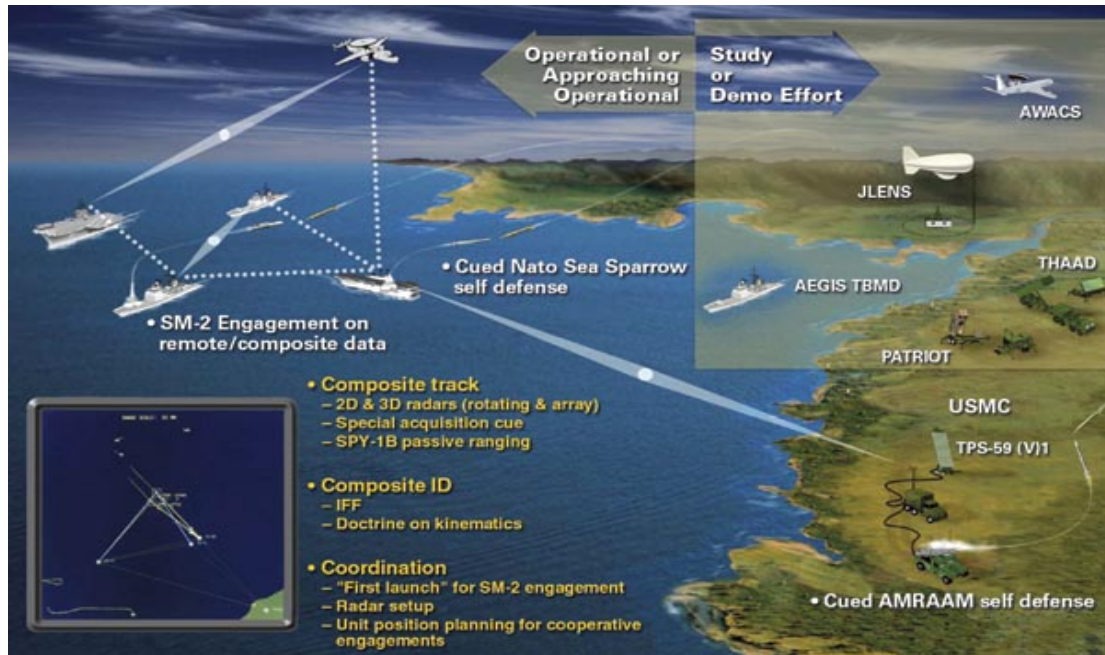 Operational or
Approaching
Operational
Study
or
Demo Effort
AWACS
JLENS
THAAD
AEGIS TBMD
PATRIOT
• Cued Nato Sea Sparrow
self defense
• SM-2 Engagement on
remote/composite data
• Composite track
– 2D & 3D radars (rotating & array)
– Special acquisition cue
– SPY-1B passive ranging
• Composite ID
– IFF
– Doctrine on kinematics
• Coordination
– "First launch" for SM-2 engagement
– Radar setup
– Unit position planning for cooperative
engagements
USMC
TPS-59 (V)1
• Cued AMRAAM self defense